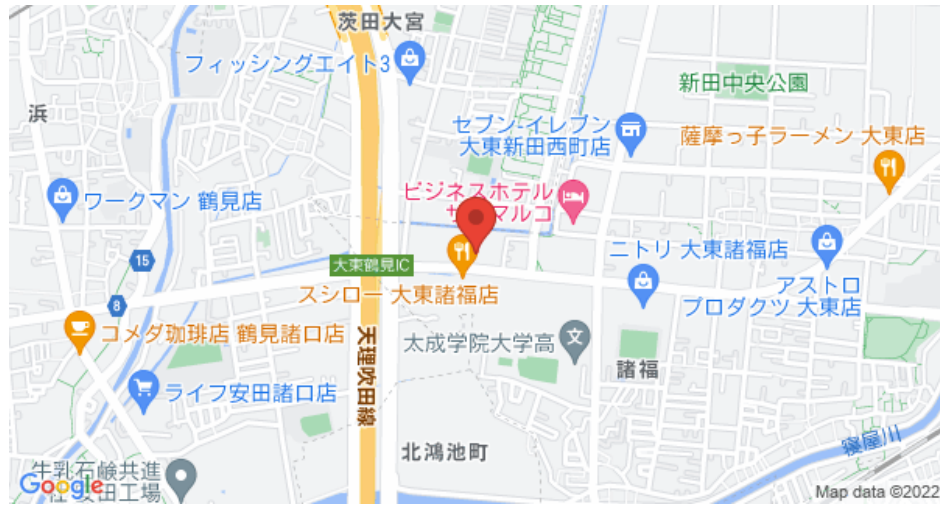 茨田大宮
フィッシングエイト3
新田中央公園
浜
セブン-イレブン
大東新田西町店
薩摩っ子ラーメン 大東店
ワークマン 鶴見店
ビジネスホテル
マルコ
15
大東鶴見IC
ニトリ 大東諸福店
スシロー 大東諸福店
アストロ
プロダクツ 大東店
8
コメダ珈琲店 鶴見諸口店
太成学院大学高
天理吹田線
諸福
ライフ安田諸口店
北鴻池町
寝屋川
牛乳石鹸共進
田工場
Google
Map data ©2022